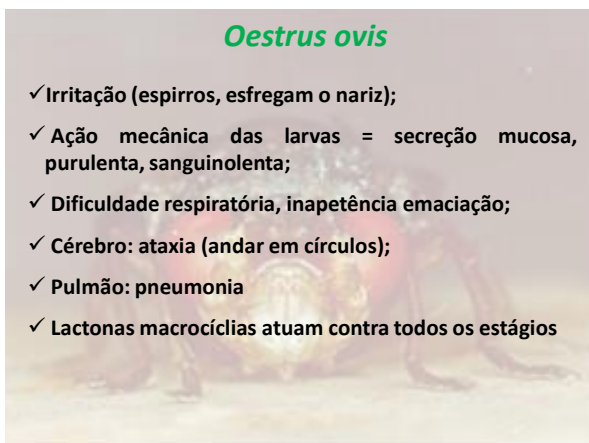 Oestrus ovis
✓Irritação (espirros, esfregam o nariz);
✓ Ação mecânica das larvas = secreção mucosa,
purulenta, sanguinolenta;
✓ Dificuldade respiratória, inapetência emaciação;
✓ Cérebro: ataxia (andar em círculos);
✓ Pulmão: pneumonia
✓ Lactonas macrocíclias atuam contra todos os estágios